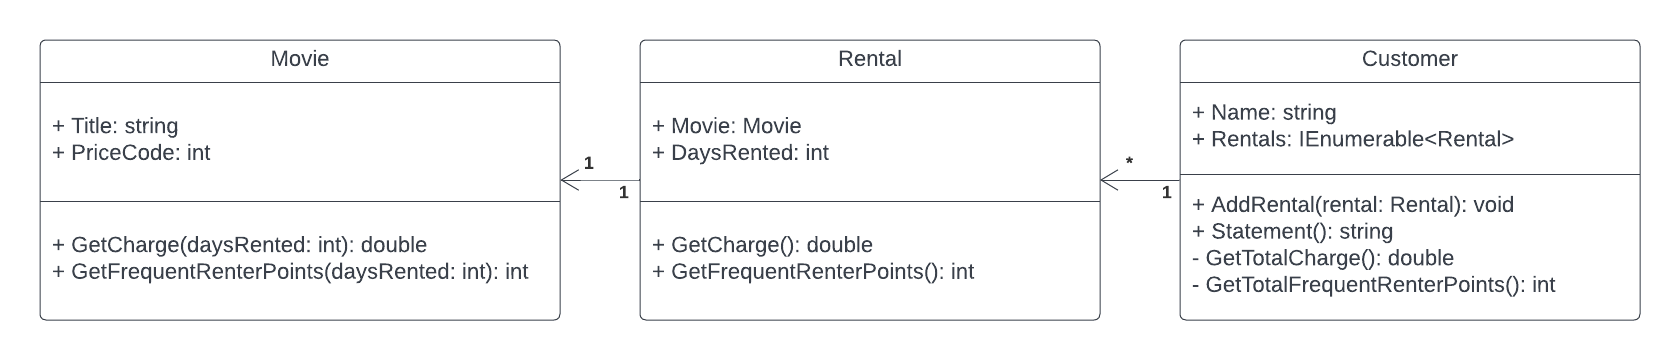 Movie
+ Title: string
+ PriceCode: int
+ GetCharge(daysRented: int): double
+ GetFrequentRenterPoints(daysRented: int): int
1
1
Rental
+ Movie: Movie
+ DaysRented: int
+ GetCharge(): double
+ GetFrequentRenterPoints(): int
*
1
Customer
+ Name: string
+ Rentals: IEnumerable<Rental>
+ AddRental(rental: Rental): void
+ Statement(): string
- GetTotalCharge(): double
- GetTotalFrequentRenterPoints(): int